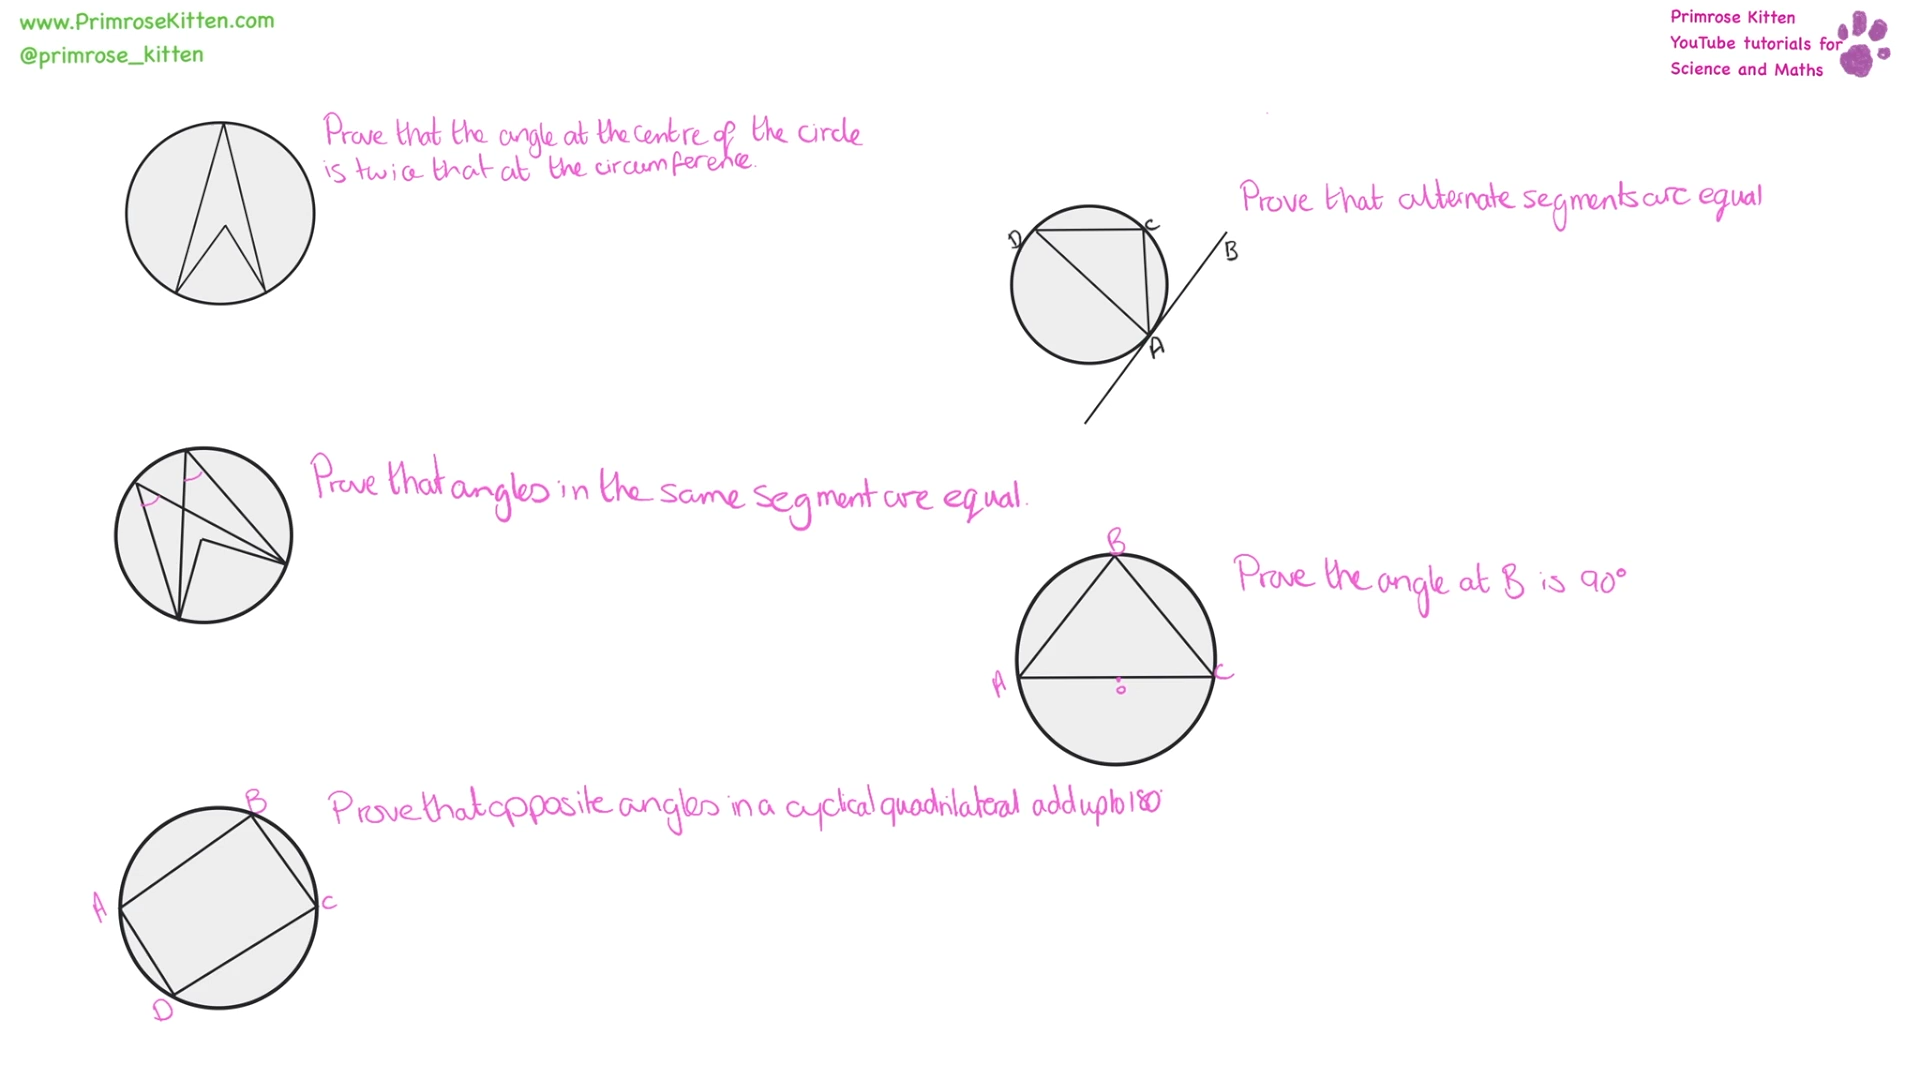 www.PrimroseKitten.com
@primrose_kitten
Primrose Kitten
YouTube tutorials for
Science and Maths
Prove that the angle at the centre of the circle
is twice that at the circumference.
Prove that alternate segments are equal
D
C
B
A
Prove that angles in the same segment are equal.
B
Prove the angle at B is 90°
A
o
C
Prove that opposite angles in a cyclical quadrilateral add up to 180°
B
A
C
D